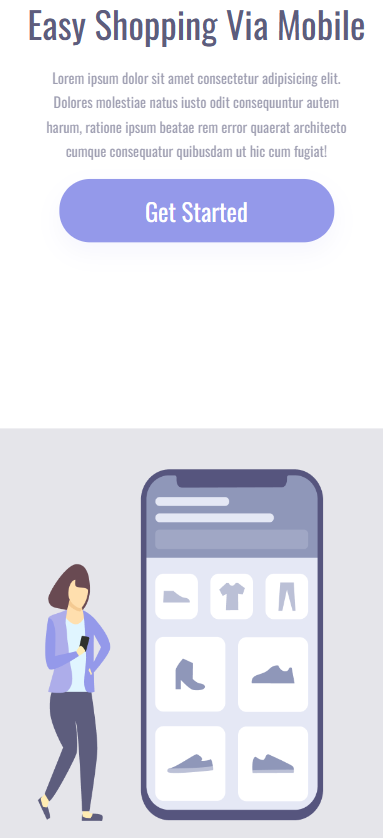 Easy Shopping Via Mobile
Lorem ipsum dolor sit amet consectetur adipisicing elit.
Dolores molestiae natus iusto odit consequuntur autem
harum, ratione ipsum beatae rem error quaerat architecto
cumque consequatur quibusdam ut hic cum fugiat!
Get Started